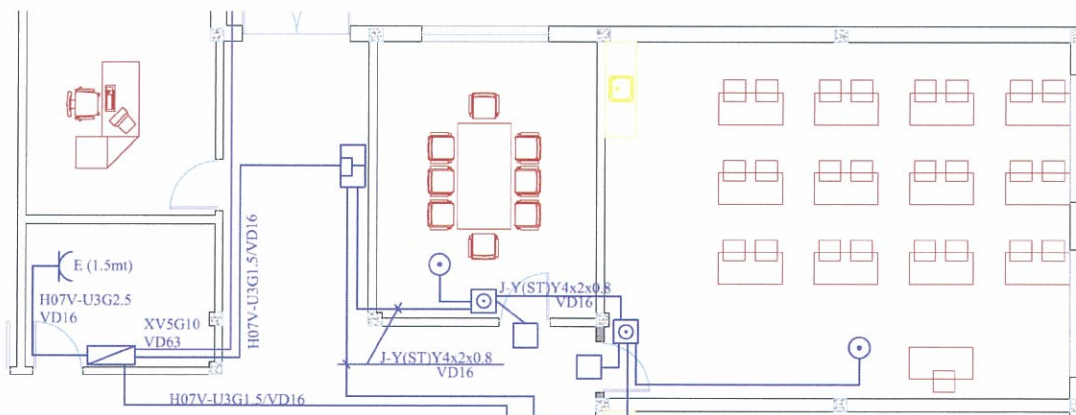 E (1.5mt)
H07V-U3G2.5
VD16
XV5G10
VD63
H07V-U3G1.5/VD16
J-Y(ST)Y4x2x0.8
VD16
J-Y(ST)Y4x2x0.8
VD16
H07V-U3G1.5/VD16